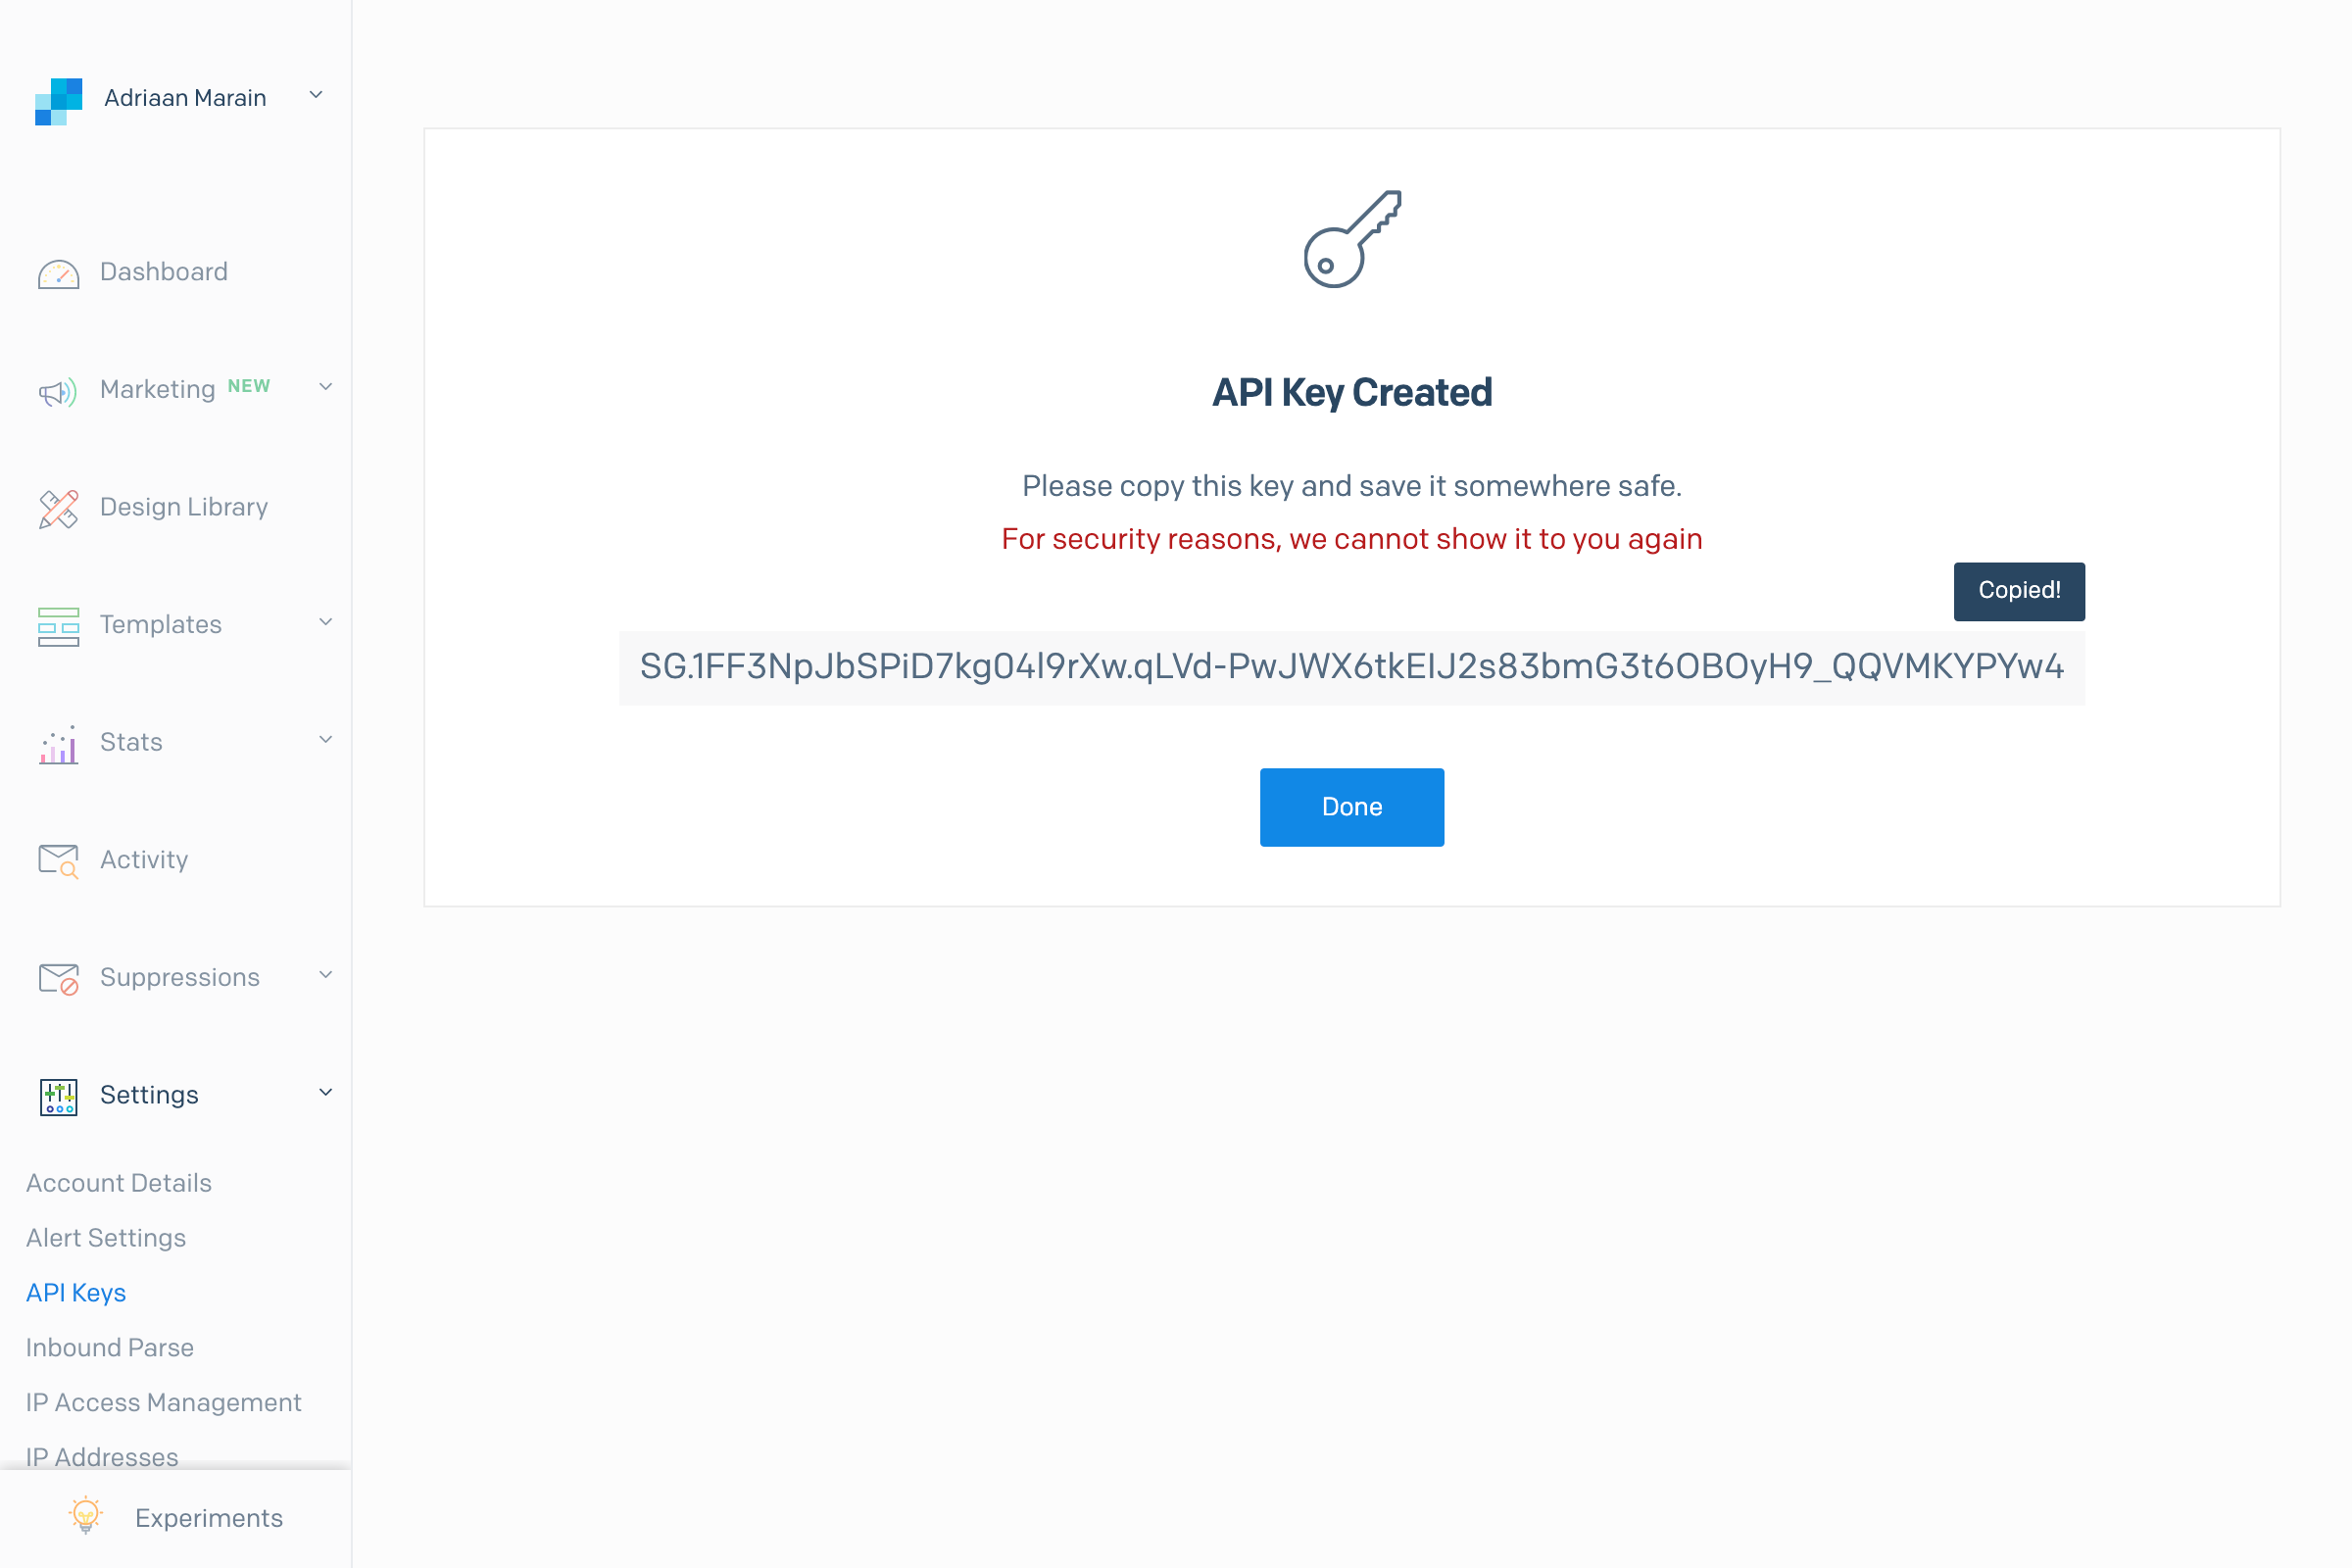 Adriaan Marain
Dashboard
Marketing NEW
Design Library
Templates
Stats
Activity
Suppressions
Settings
Account Details
Alert Settings
API Keys
Inbound Parse
IP Access Management
IP Addresses
Experiments
API Key Created
Please copy this key and save it somewhere safe.
For security reasons, we cannot show it to you again
Copied!
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
Done